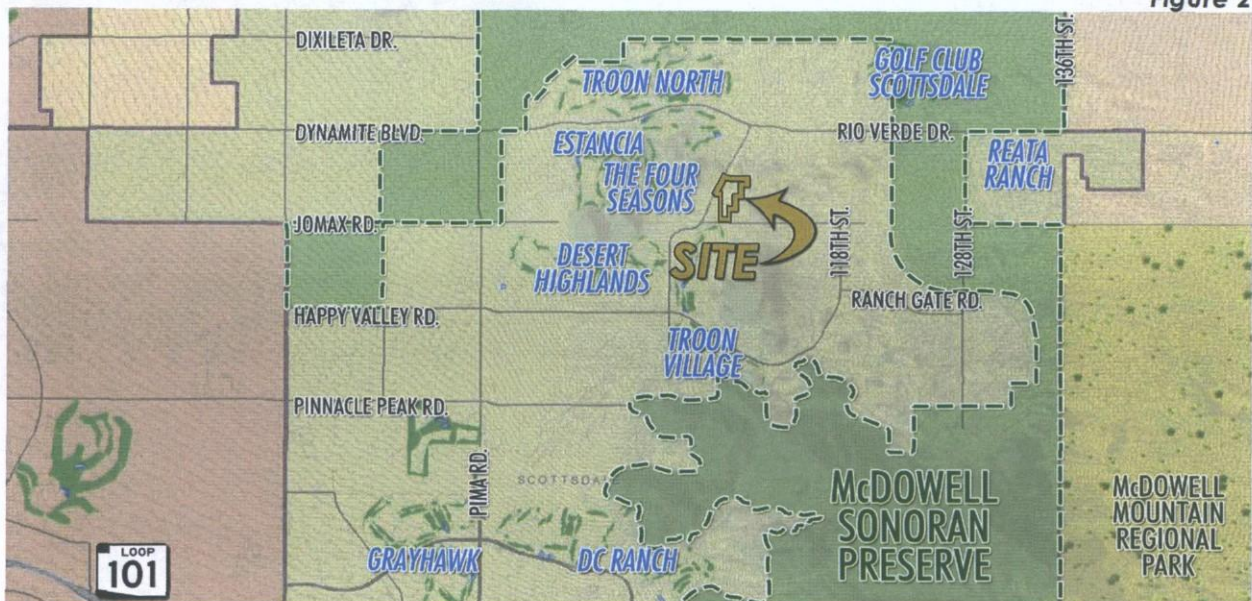 Figure 2
DIXILETA DR.
TROON NORTH
GOLF CLUB
SCOTTSDALE
136TH ST.
DYNAMITE BLVD.
RIO VERDE DR.
ESTANCIA
THE FOUR
SEASONS
REATA
RANCH
JOMAX RD.
SITE
118TH ST.
128TH ST.
DESERT
HIGHLANDS
HAPPY VALLEY RD.
RANCH GATE RD.
TROON
VILLAGE
PINNACLE PEAK RD.
PIMA RD.
SCOTTSDALE
McDOWELL
SONORAN
PRESERVE
McDOWELL
MOUNTAIN
REGIONAL
PARK
LOOP
101
GRAYHAWK
DC RANCH